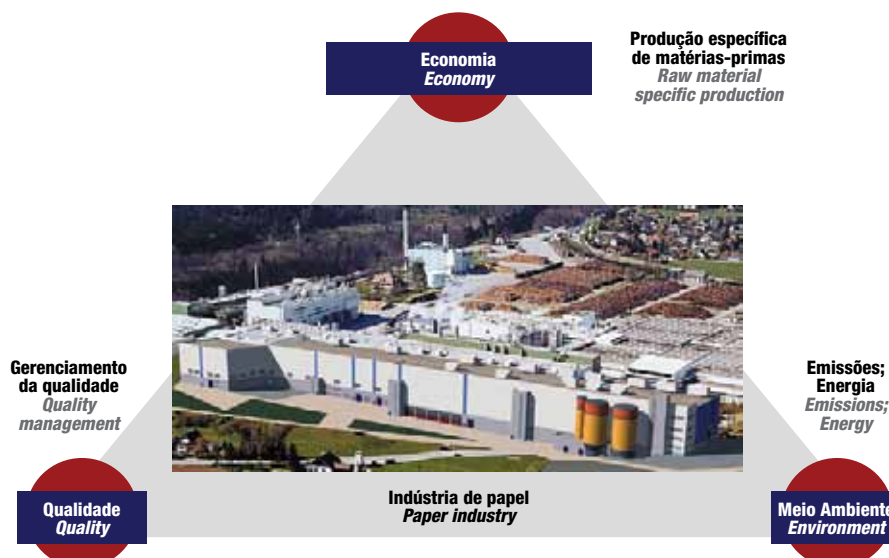 Economia
Economy
Produção específica
de matérias-primas
Raw material
specific production
Gerenciamento
da qualidade
Quality
management
Emissões;
Energia
Emissions;
Energy
Qualidade
Quality
Indústria de papel
Paper industry
Meio Ambiente
Environment